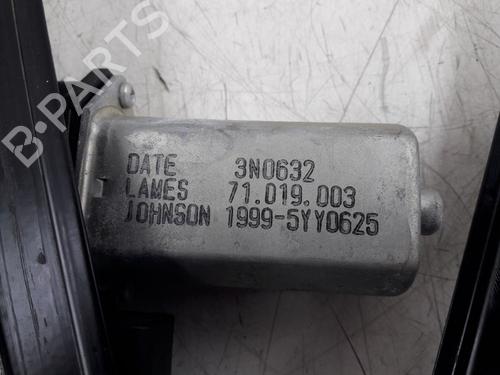 B-PARTS
DATE 3N0632
LAMES 71.019.003
JOHNSON 1999-5YY0625